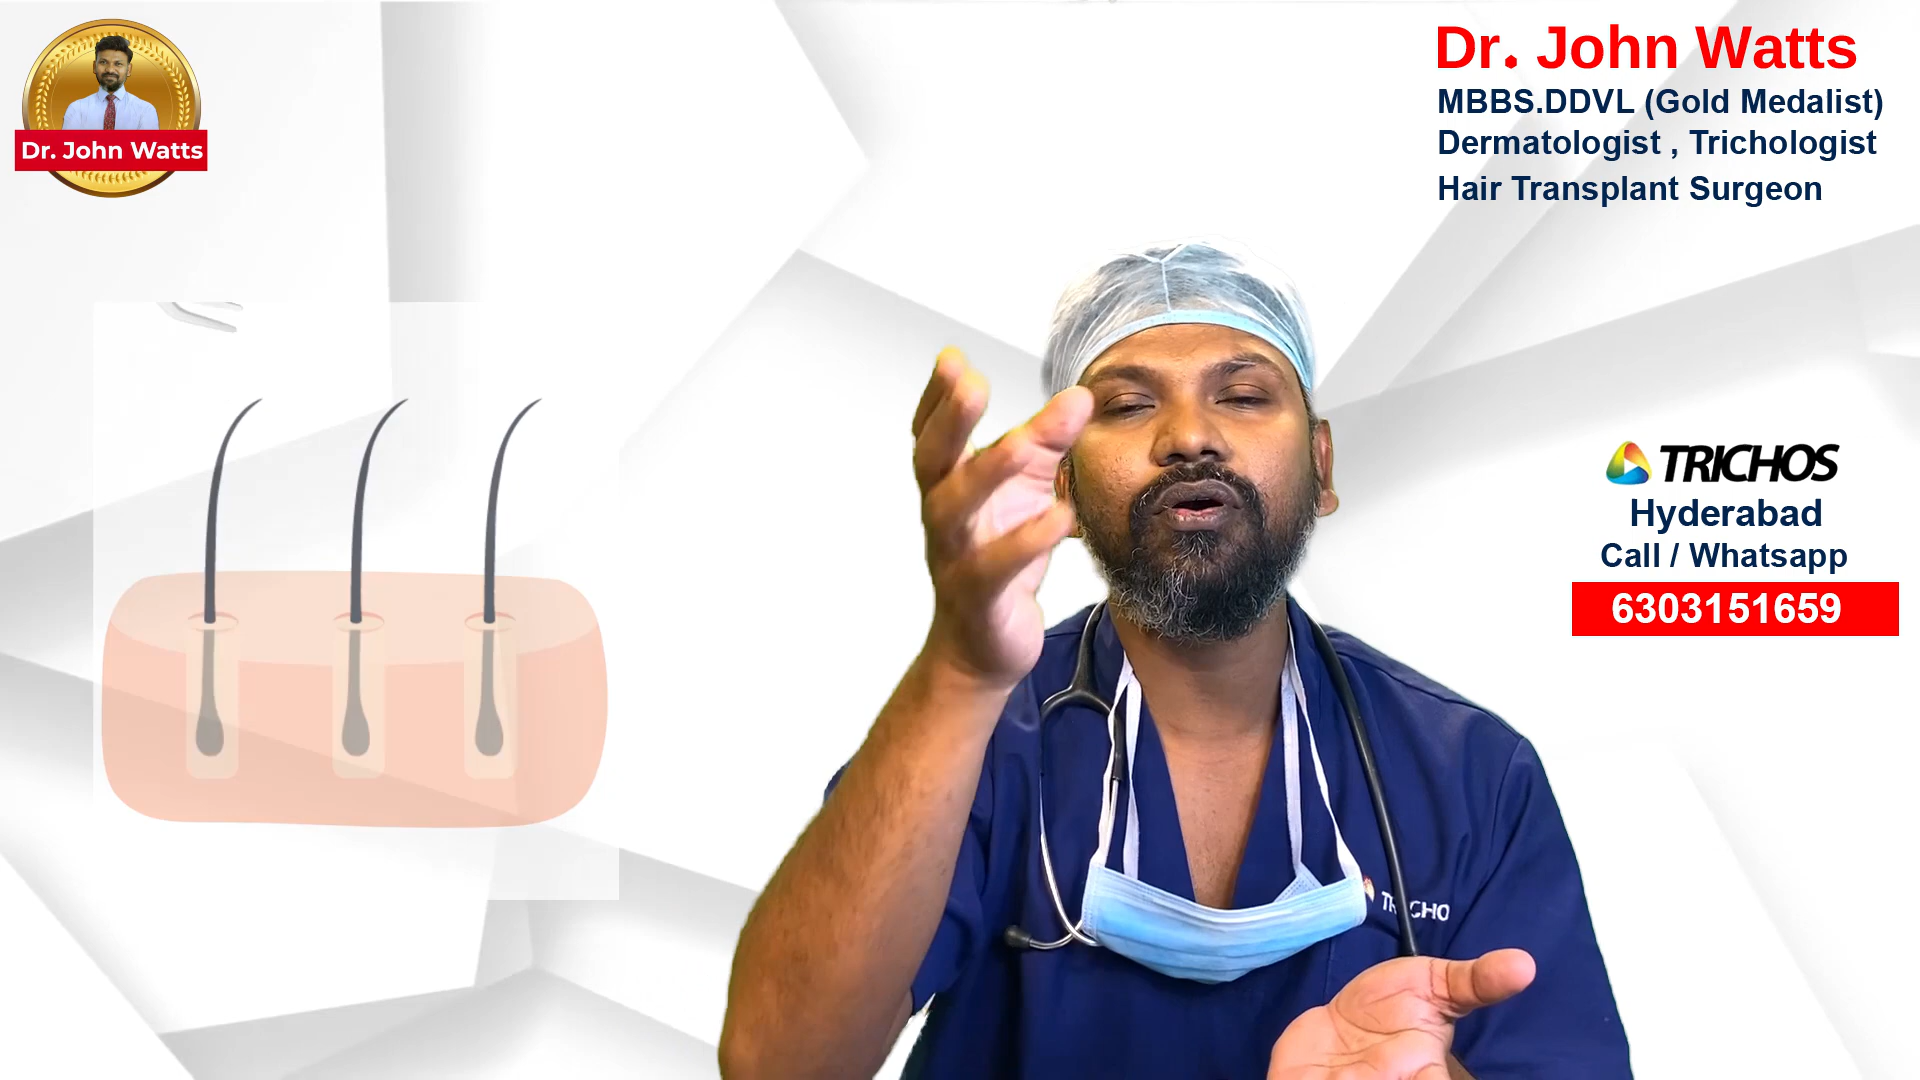 Dr. John Watts
Dr. John Watts
MBBS.DDVL (Gold Medalist)
Dermatologist , Trichologist
Hair Transplant Surgeon
TRICHOS
Hyderabad
Call / Whatsapp
6303151659